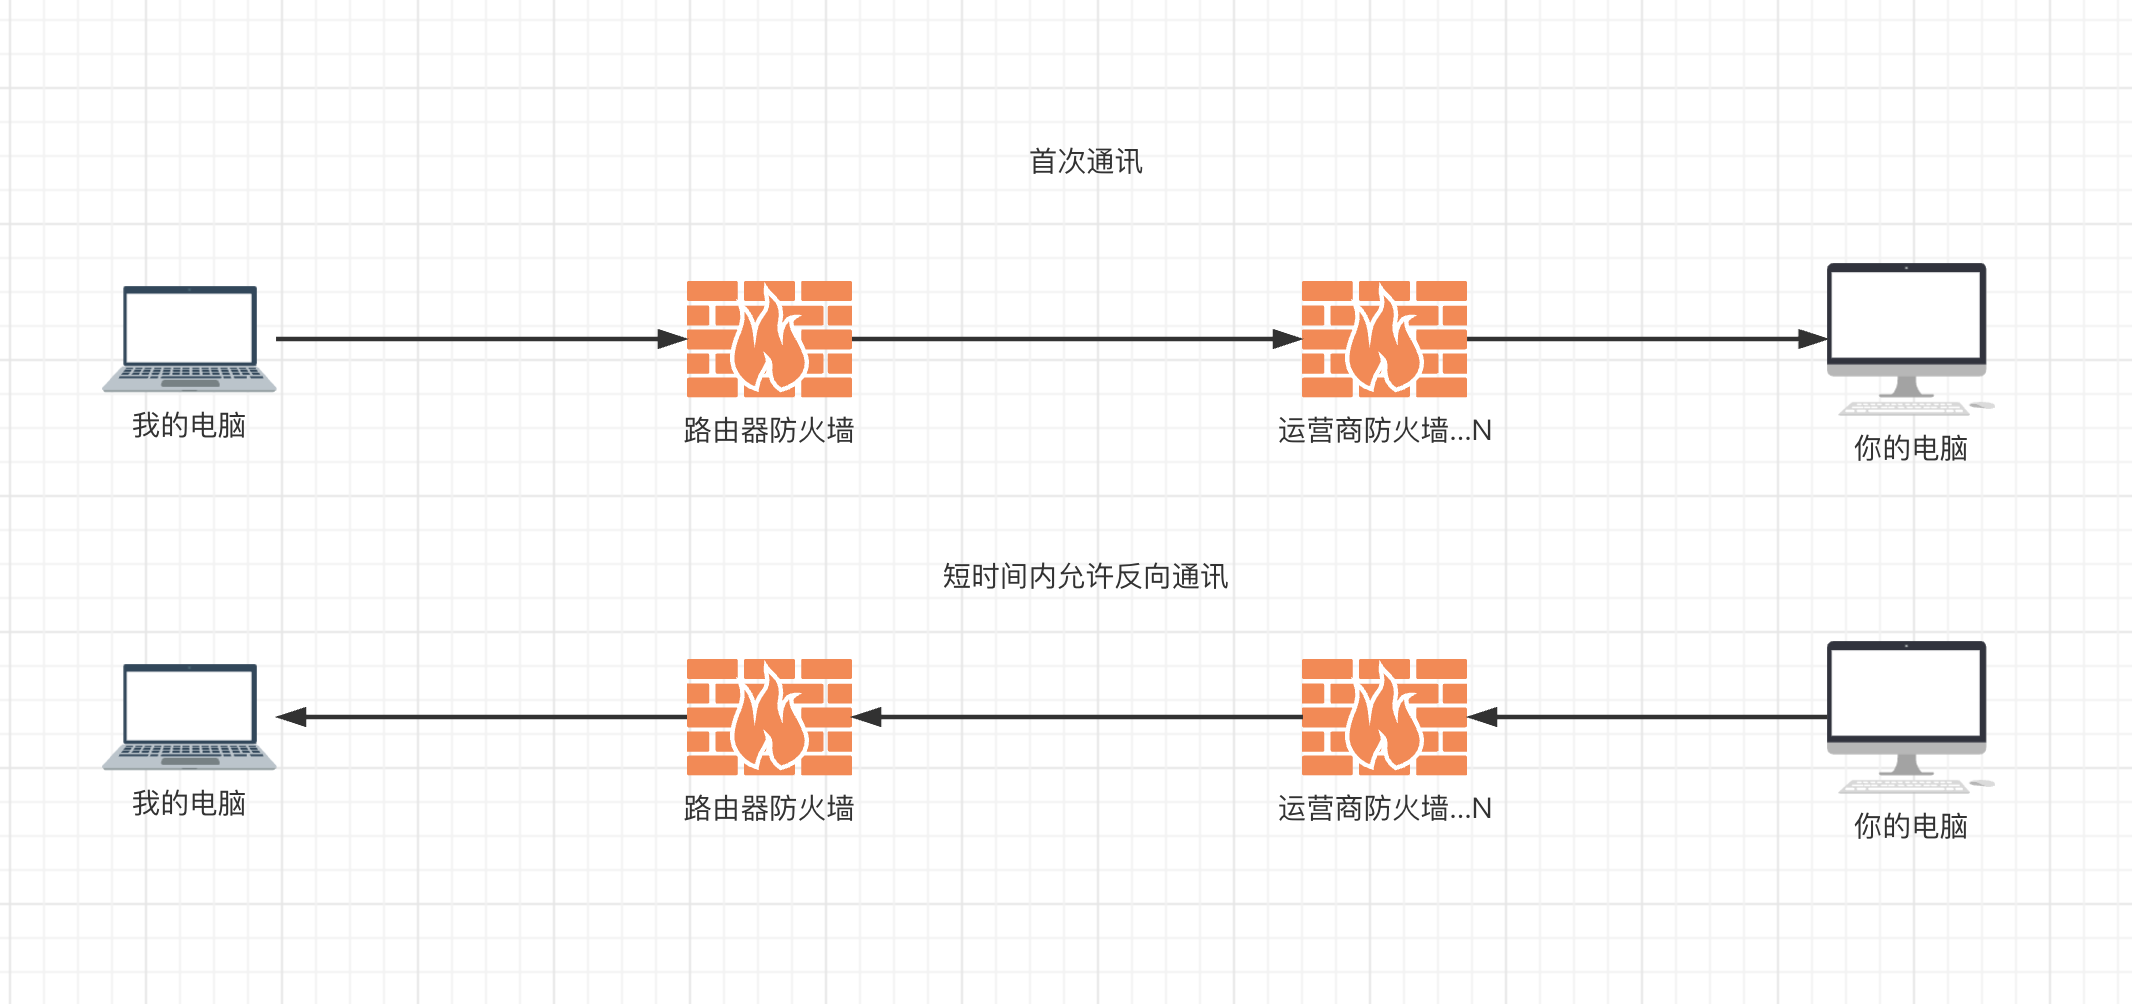 首次通讯
我的电脑
路由器防火墙
运营商防火墙...N
你的电脑
短时间内允许反向通讯
我的电脑
路由器防火墙
运营商防火墙...N
你的电脑